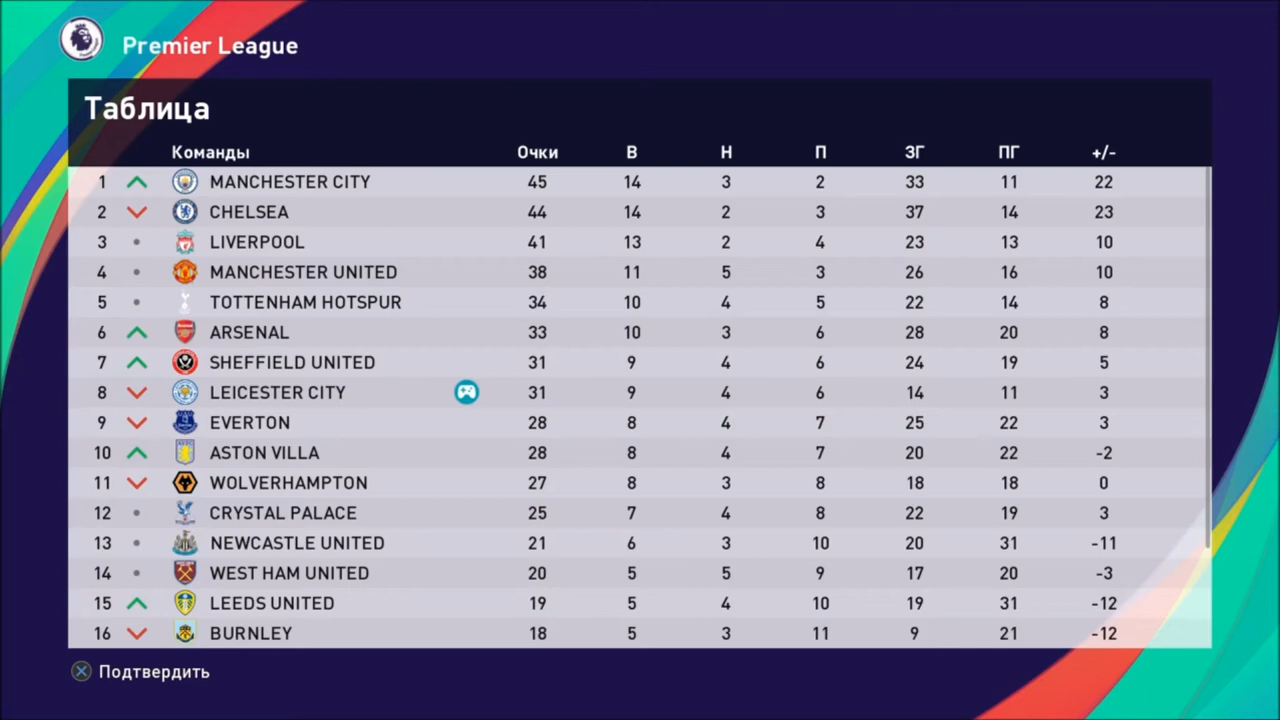 Premier League
Таблица
Команды Очки В Н П ЗГ ПГ +/-
1 MANCHESTER CITY 45 14 3 2 33 11 22
2 CHELSEA 44 14 2 3 37 14 23
3 LIVERPOOL 41 13 2 4 23 13 10
4 MANCHESTER UNITED 38 11 5 3 26 16 10
5 TOTTENHAM HOTSPUR 34 10 4 5 22 14 8
6 ARSENAL 33 10 3 6 28 20 8
7 SHEFFIELD UNITED 31 9 4 6 24 19 5
8 LEICESTER CITY 31 9 4 6 14 11 3
9 EVERTON 28 8 4 7 25 22 3
10 ASTON VILLA 28 8 4 7 20 22 -2
11 WOLVERHAMPTON 27 8 3 8 18 18 0
12 CRYSTAL PALACE 25 7 4 8 22 19 3
13 NEWCASTLE UNITED 21 6 3 10 20 31 -11
14 WEST HAM UNITED 20 5 5 9 17 20 -3
15 LEEDS UNITED 19 5 4 10 19 31 -12
16 BURNLEY 18 5 3 11 9 21 -12
Подтвердить